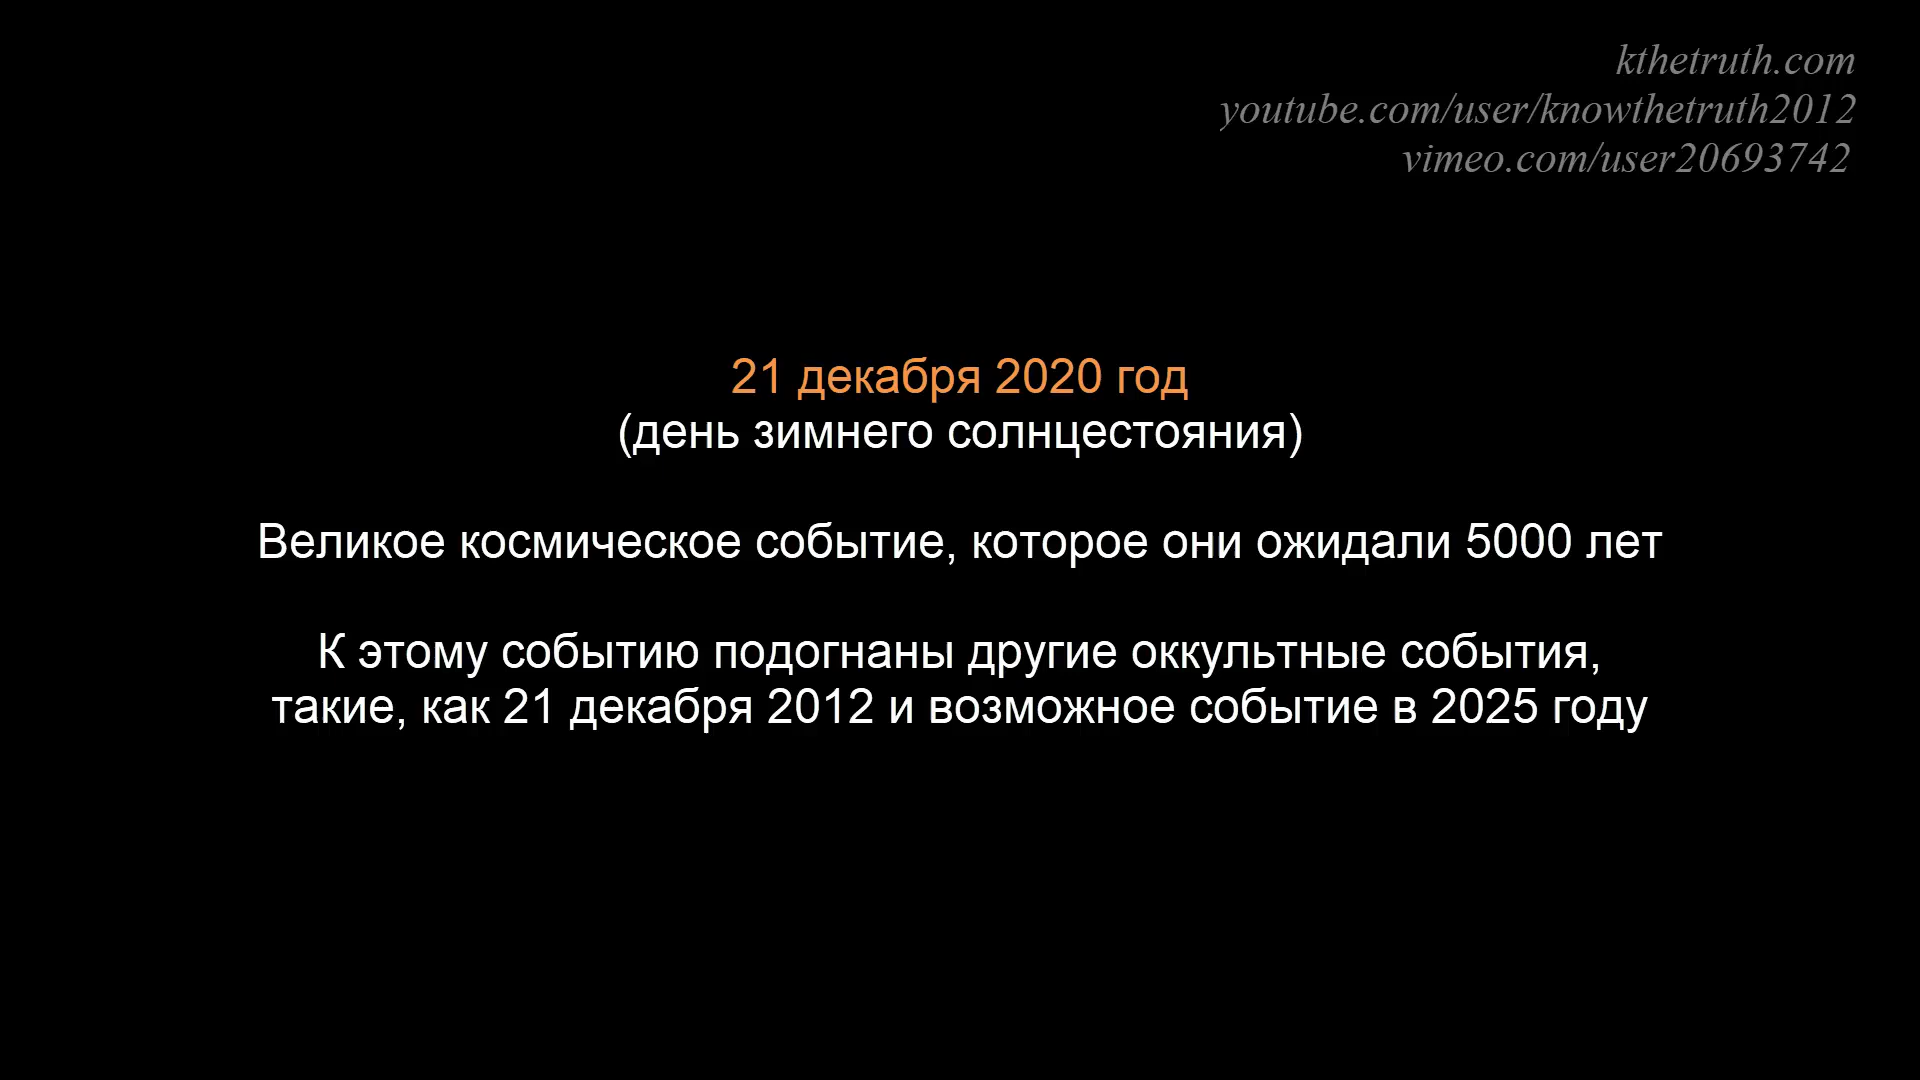 kthetruth.com
youtube.com/user/knowthetruth2012
vimeo.com/user20693742
21 декабря 2020 год
(день зимнего солнцестояния)
Великое космическое событие, которое они ожидали 5000 лет
К этому событию подогнаны другие оккультные события,
такие, как 21 декабря 2012 и возможное событие в 2025 году